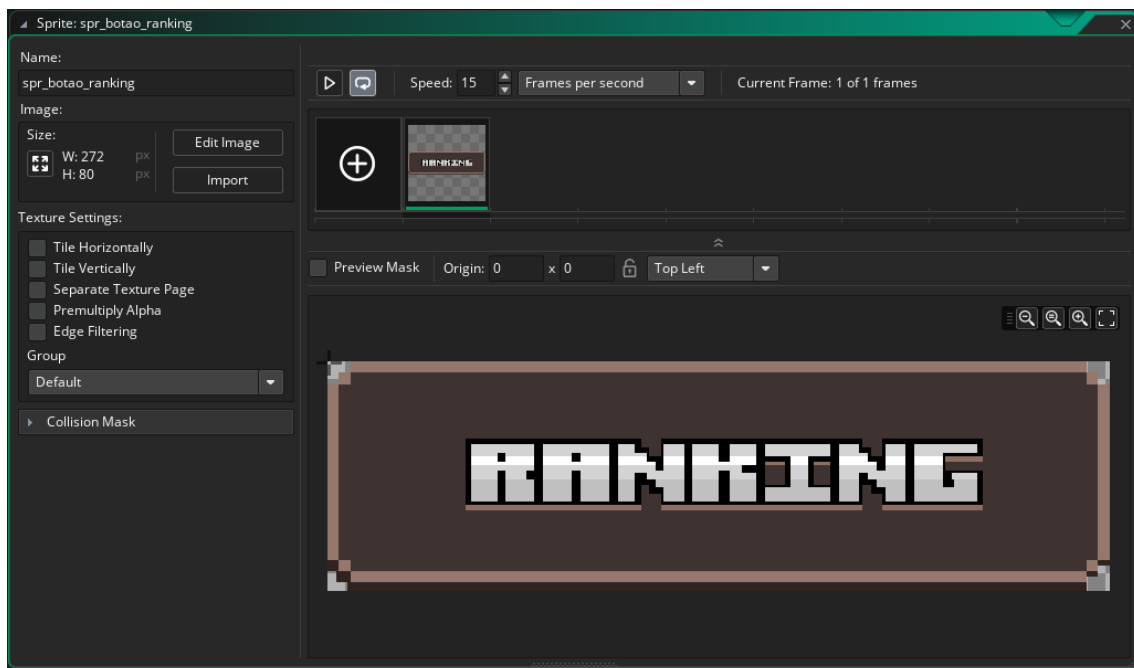 Sprite: spr_botao_ranking
Name:
spr_botao_ranking
Image:
Size:
W: 272 px
H: 80 px
Edit Image
Import
Texture Settings:
Tile Horizontally
Tile Vertically
Separate Texture Page
Premultiply Alpha
Edge Filtering
Group
Default
Collision Mask
Speed: 15 Frames per second Current Frame: 1 of 1 frames
RANKING
Preview Mask Origin: 0 x 0 Top Left
RANKING